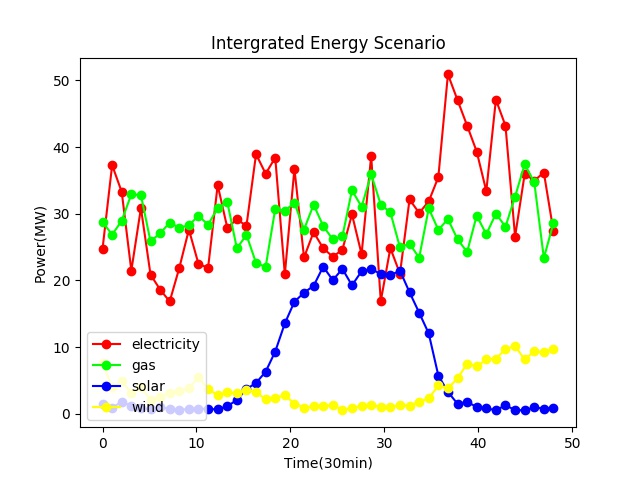 Intergrated Energy Scenario
Power(MW)
50
40
30
20
10
0
electricity
gas
solar
wind
0 10 20 30 40 50
Time(30min)